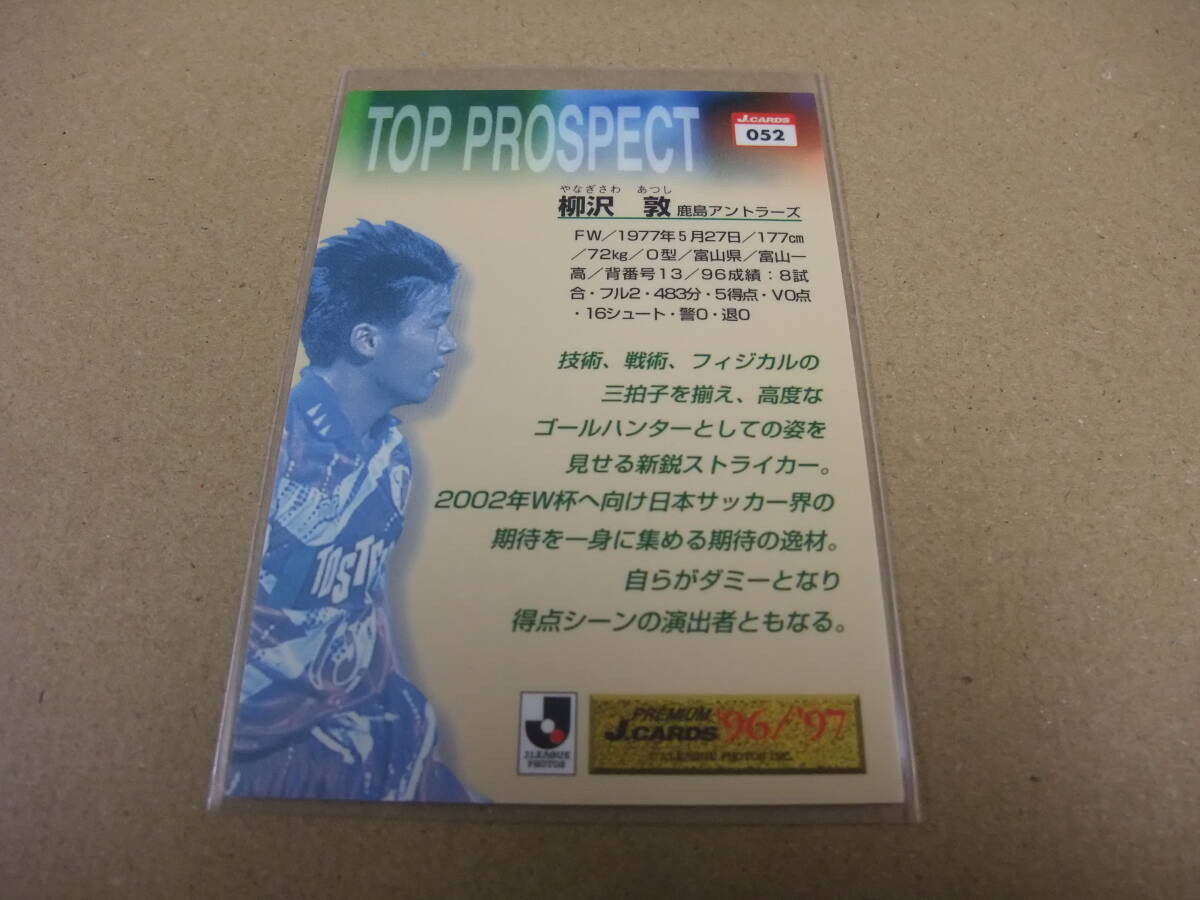 TOP PROSPECT
J.CARDS
052
やなぎさわ あつし
柳沢 敦 鹿島アントラーズ
FW／1977年5月27日／177㎝
／72㎏／O型／富山県／富山一
高／背番号13／96成績：8試
合・フル2・483分・5得点・V0点
・16シュート・警0・退0
技術、戦術、フィジカルの
三拍子を揃え、高度な
ゴールハンターとしての姿を
見せる新鋭ストライカー。
2002年W杯へ向け日本サッカー界の
期待を一身に集める期待の逸材。
自らがダミーとなり
得点シーンの演出者ともなる。
TOST
J.LEAGUE
PHOTOS
PREMIUM
J.CARDS '96/'97
© J.LEAGUE PHOTOS INC.